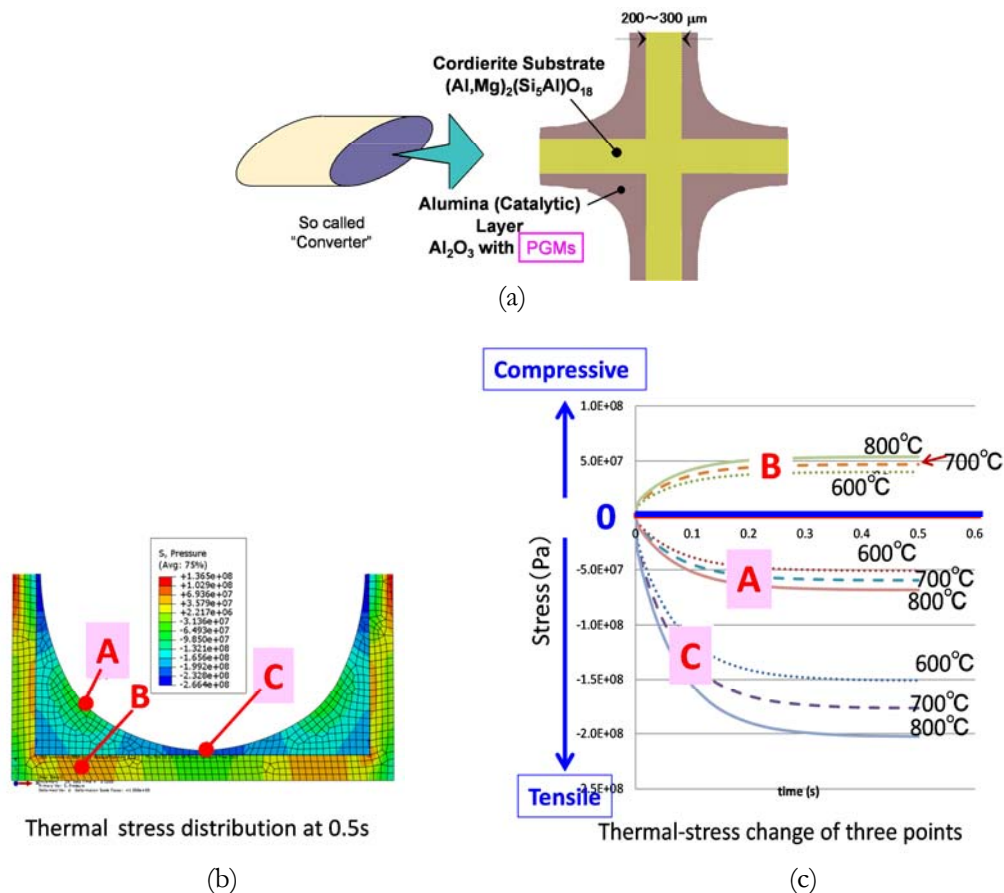 200～300 μm
Cordierite Substrate
(Al,Mg)₂(Si₅Al)O₁₈
So called
"Converter"
Alumina (Catalytic)
Layer
Al₂O₃ with PGMs
(a)
S, Pressure
(Avg: 75%)
+1.365e+08
+1.029e+08
+6.936e+07
+3.579e+07
+2.217e+06
-3.136e+07
-6.493e+07
-9.850e+07
-1.321e+08
-1.656e+08
-1.992e+08
-2.328e+08
-2.664e+08
A
B
C
Thermal stress distribution at 0.5s
(b)
Compressive
1.0E+08
5.0E+07
0
-5.0E+07
-1.0E+08
-1.5E+08
-2.0E+08
Stress (Pa)
Tensile
0
0.1
0.2
0.3
0.4
0.5
0.6
time (s)
800°C
700°C
600°C
B
600°C
700°C
800°C
A
600°C
700°C
800°C
C
Thermal-stress change of three points
(c)